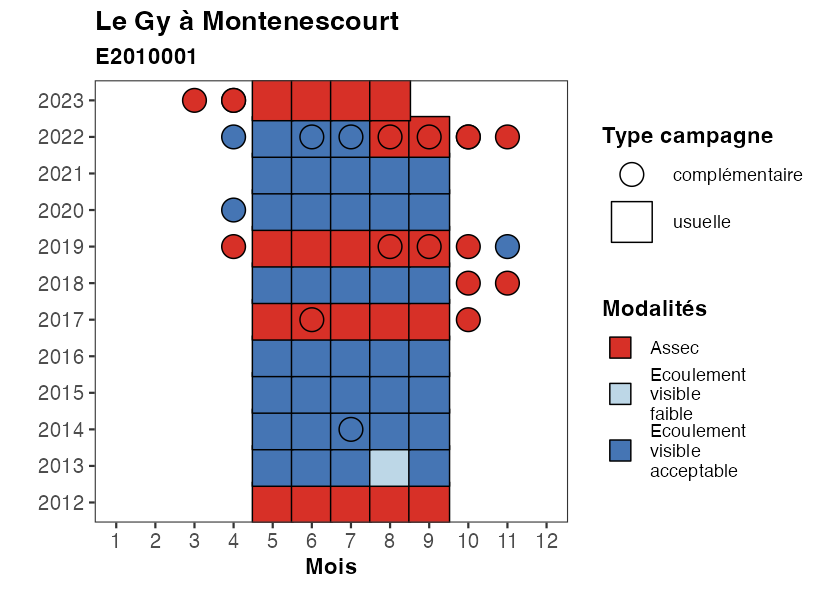 Le Gy à Montenescourt
E2010001
2023
2022
2021
2020
2019
2018
2017
2016
2015
2014
2013
2012
1 2 3 4 5 6 7 8 9 10 11 12
Mois
Type campagne
complémentaire
usuelle
Modalités
Assec
Ecoulement
visible
faible
Ecoulement
visible
acceptable